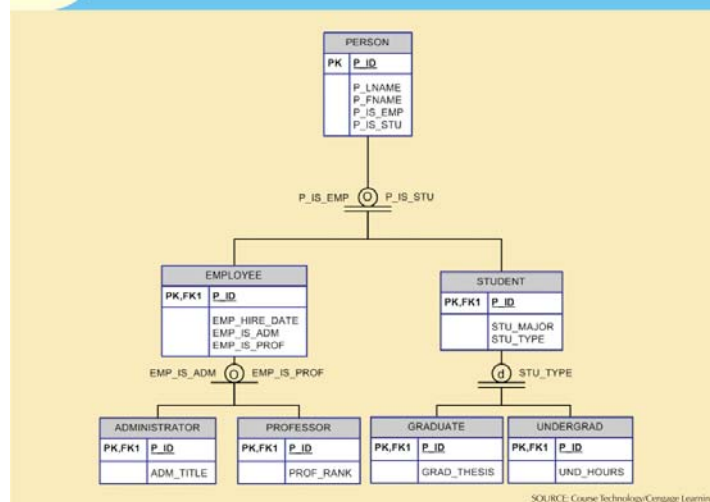 PERSON
PK P_ID
P_LNAME
P_FNAME
P_IS_EMP
P_IS_STU
P_IS_EMP O P_IS_STU
EMPLOYEE
PK,FK1 P_ID
EMP_HIRE_DATE
EMP_IS_ADM
EMP_IS_PROF
STUDENT
PK,FK1 P_ID
STU_MAJOR
STU_TYPE
EMP_IS_ADM O EMP_IS_PROF
d STU_TYPE
ADMINISTRATOR
PK,FK1 P_ID
ADM_TITLE
PROFESSOR
PK,FK1 P_ID
PROF_RANK
GRADUATE
PK,FK1 P_ID
GRAD_THESIS
UNDERGRAD
PK,FK1 P_ID
UND_HOURS
SOURCE: Course Technology/Cengage Learning